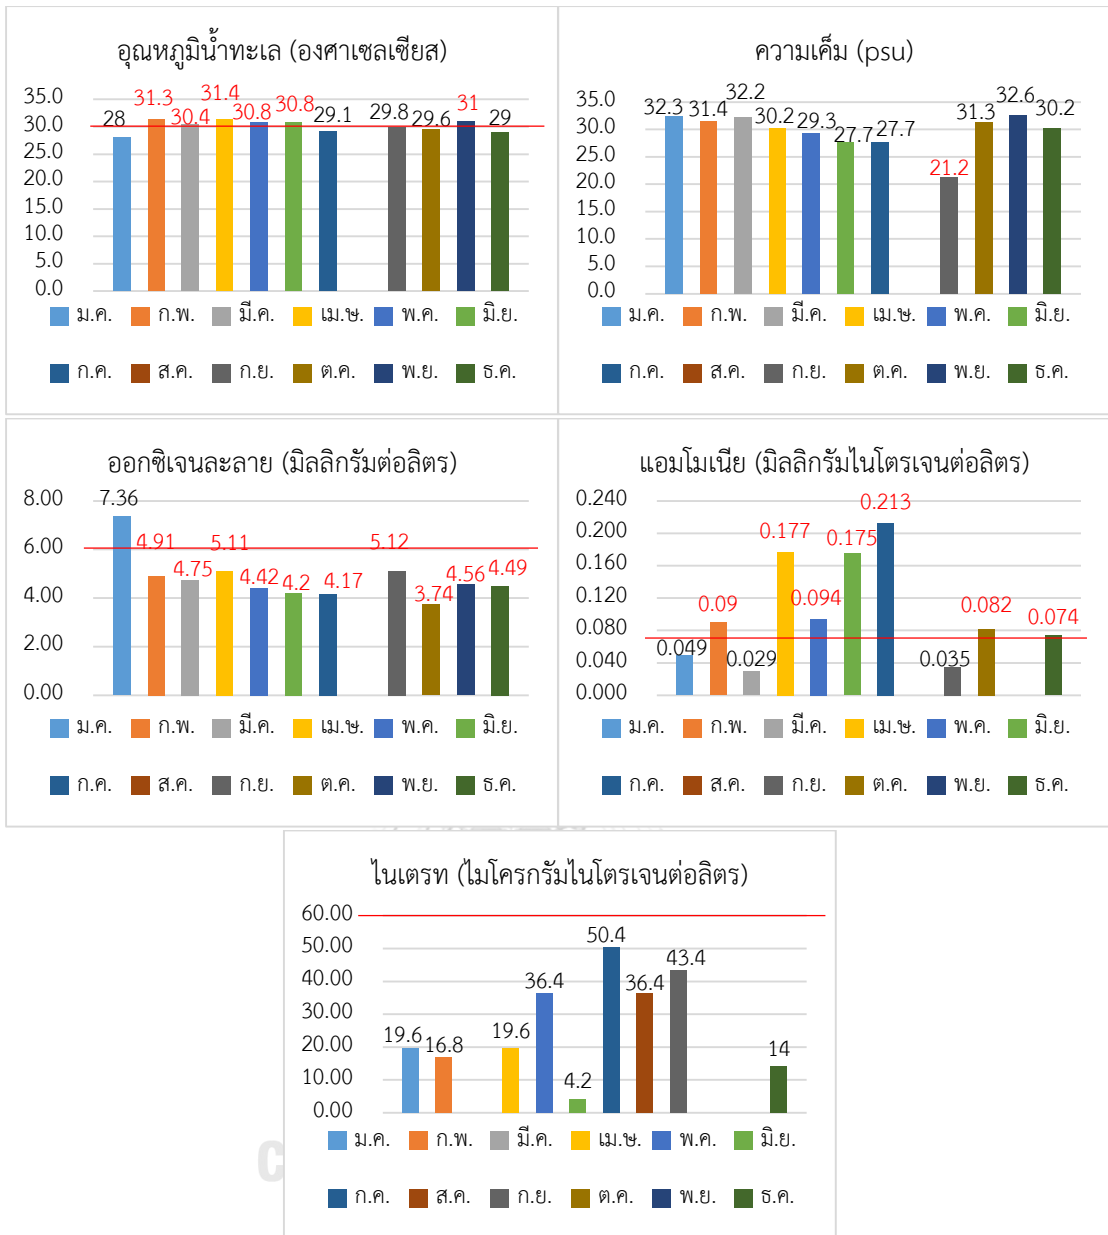 อุณหภูมิน้ำทะเล (องศาเซลเซียส)
35.0
30.0
25.0
20.0
15.0
10.0
5.0
0.0
28 31.3 30.4 31.4 30.8 30.8 29.1 29.8 29.6 31 29
ม.ค. ก.พ. มี.ค. เม.ษ. พ.ค. มิ.ย.
ก.ค. ส.ค. ก.ย. ต.ค. พ.ย. ธ.ค.
ความเค็ม (psu)
35.0
30.0
25.0
20.0
15.0
10.0
5.0
0.0
32.3 31.4 32.2 30.2 29.3 27.7 27.7 21.2 31.3 32.6 30.2
ม.ค. ก.พ. มี.ค. เม.ษ. พ.ค. มิ.ย.
ก.ค. ส.ค. ก.ย. ต.ค. พ.ย. ธ.ค.
ออกซิเจนละลาย (มิลลิกรัมต่อลิตร)
8.00
6.00
4.00
2.00
0.00
7.36 4.91 4.75 5.11 4.42 4.2 4.17 5.12 3.74 4.56 4.49
ม.ค. ก.พ. มี.ค. เม.ษ. พ.ค. มิ.ย.
ก.ค. ส.ค. ก.ย. ต.ค. พ.ย. ธ.ค.
แอมโมเนีย (มิลลิกรัมไนโตรเจนต่อลิตร)
0.240
0.200
0.160
0.120
0.080
0.040
0.000
0.049 0.09 0.029 0.177 0.094 0.175 0.213 0.035 0.082 0.074
ม.ค. ก.พ. มี.ค. เม.ษ. พ.ค. มิ.ย.
ก.ค. ส.ค. ก.ย. ต.ค. พ.ย. ธ.ค.
ไนเตรท (ไมโครกรัมไนโตรเจนต่อลิตร)
60.00
50.00
40.00
30.00
20.00
10.00
0.00
19.6 16.8 19.6 36.4 4.2 50.4 36.4 43.4 14
ม.ค. ก.พ. มี.ค. เม.ษ. พ.ค. มิ.ย.
ก.ค. ส.ค. ก.ย. ต.ค. พ.ย. ธ.ค.